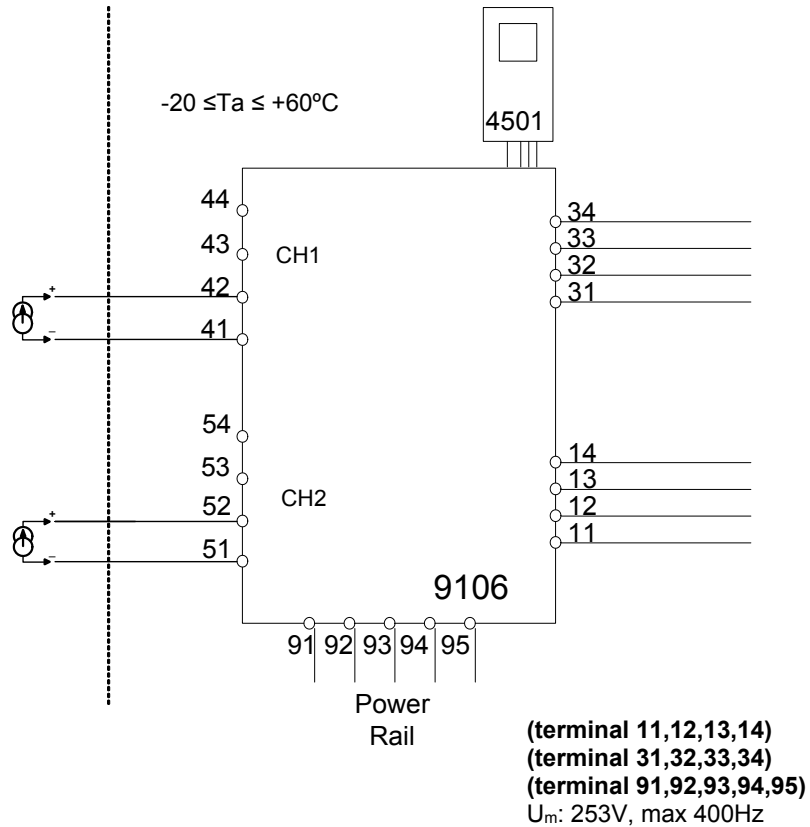 -20 ≤Ta ≤ +60ºC
4501
44
43
CH1
42
41
+
–
54
53
CH2
52
51
+
–
34
33
32
31
14
13
12
11
9106
91 92 93 94 95
Power
Rail
(terminal 11,12,13,14)
(terminal 31,32,33,34)
(terminal 91,92,93,94,95)
Um: 253V, max 400Hz